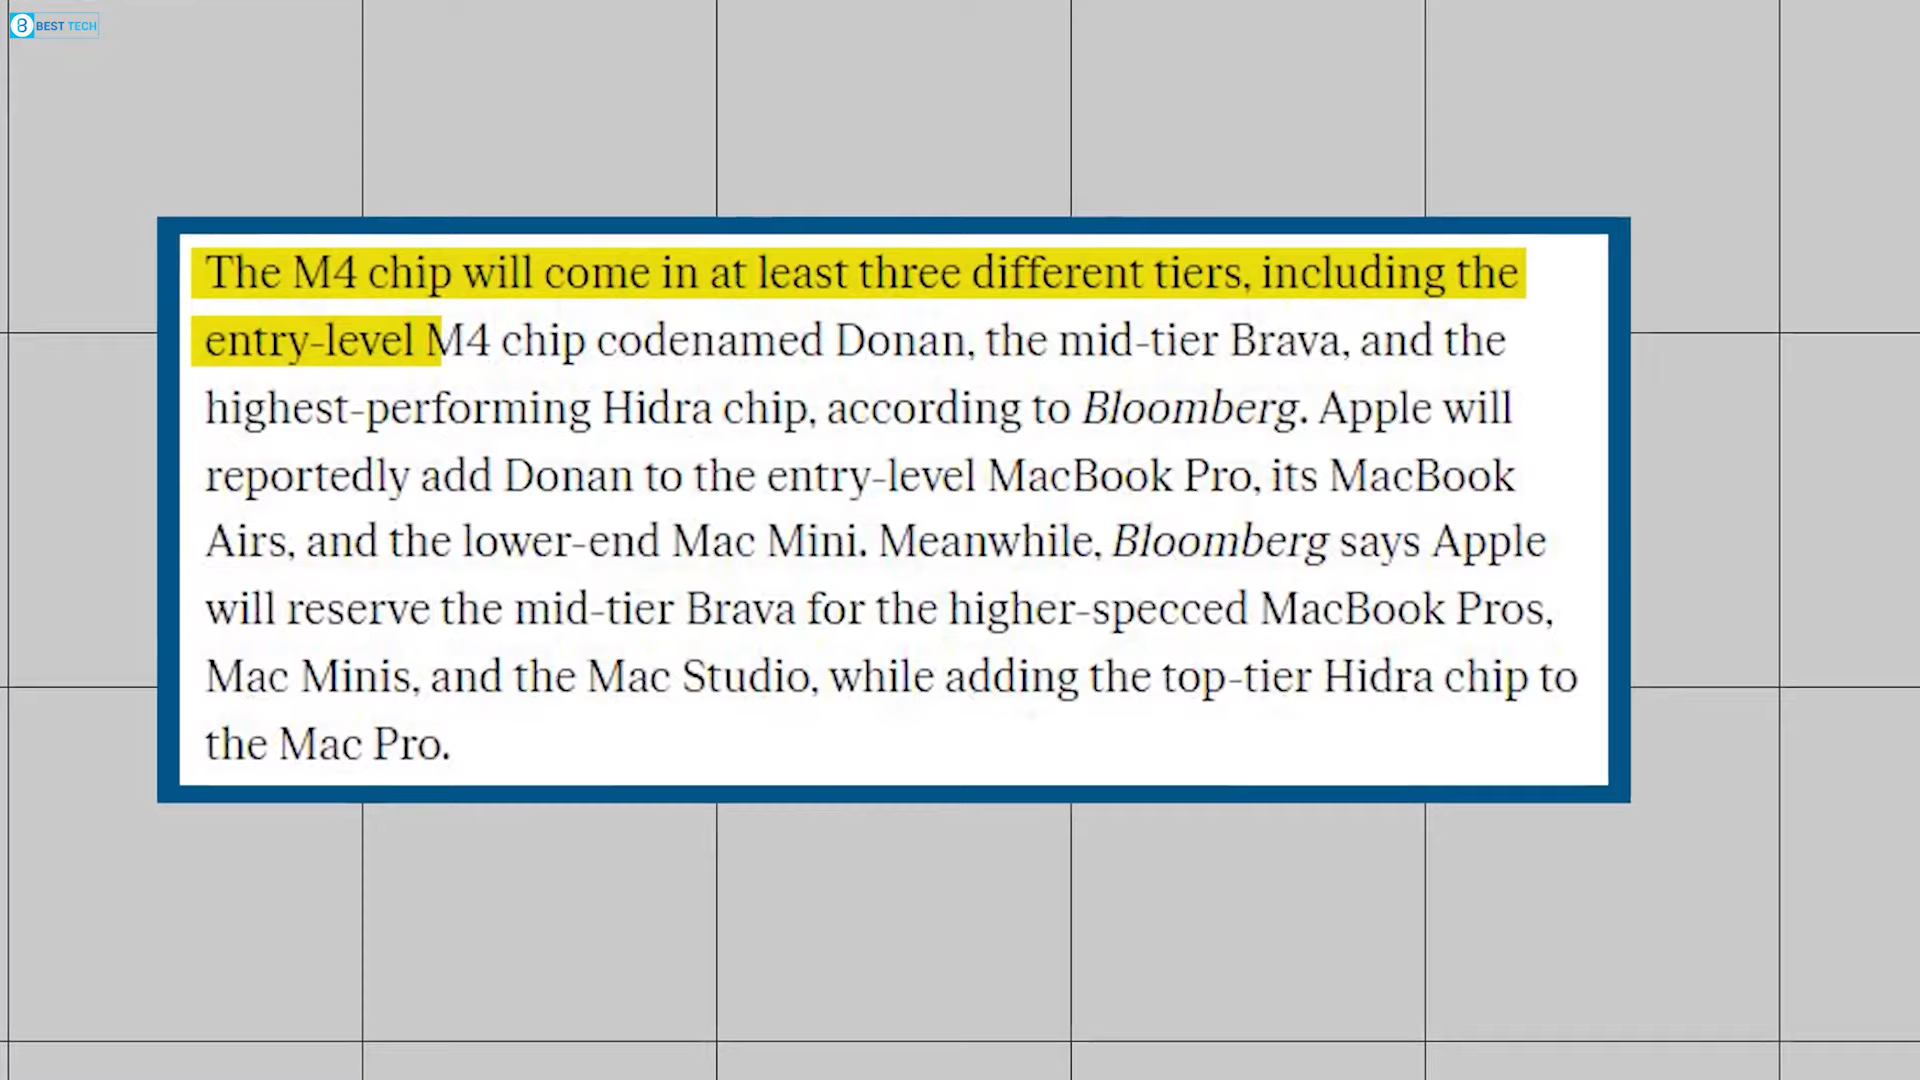 8 BEST TECH
The M4 chip will come in at least three different tiers, including the
entry-level M4 chip codenamed Donan, the mid-tier Brava, and the
highest-performing Hidra chip, according to Bloomberg. Apple will
reportedly add Donan to the entry-level MacBook Pro, its MacBook
Airs, and the lower-end Mac Mini. Meanwhile, Bloomberg says Apple
will reserve the mid-tier Brava for the higher-specced MacBook Pros,
Mac Minis, and the Mac Studio, while adding the top-tier Hidra chip to
the Mac Pro.